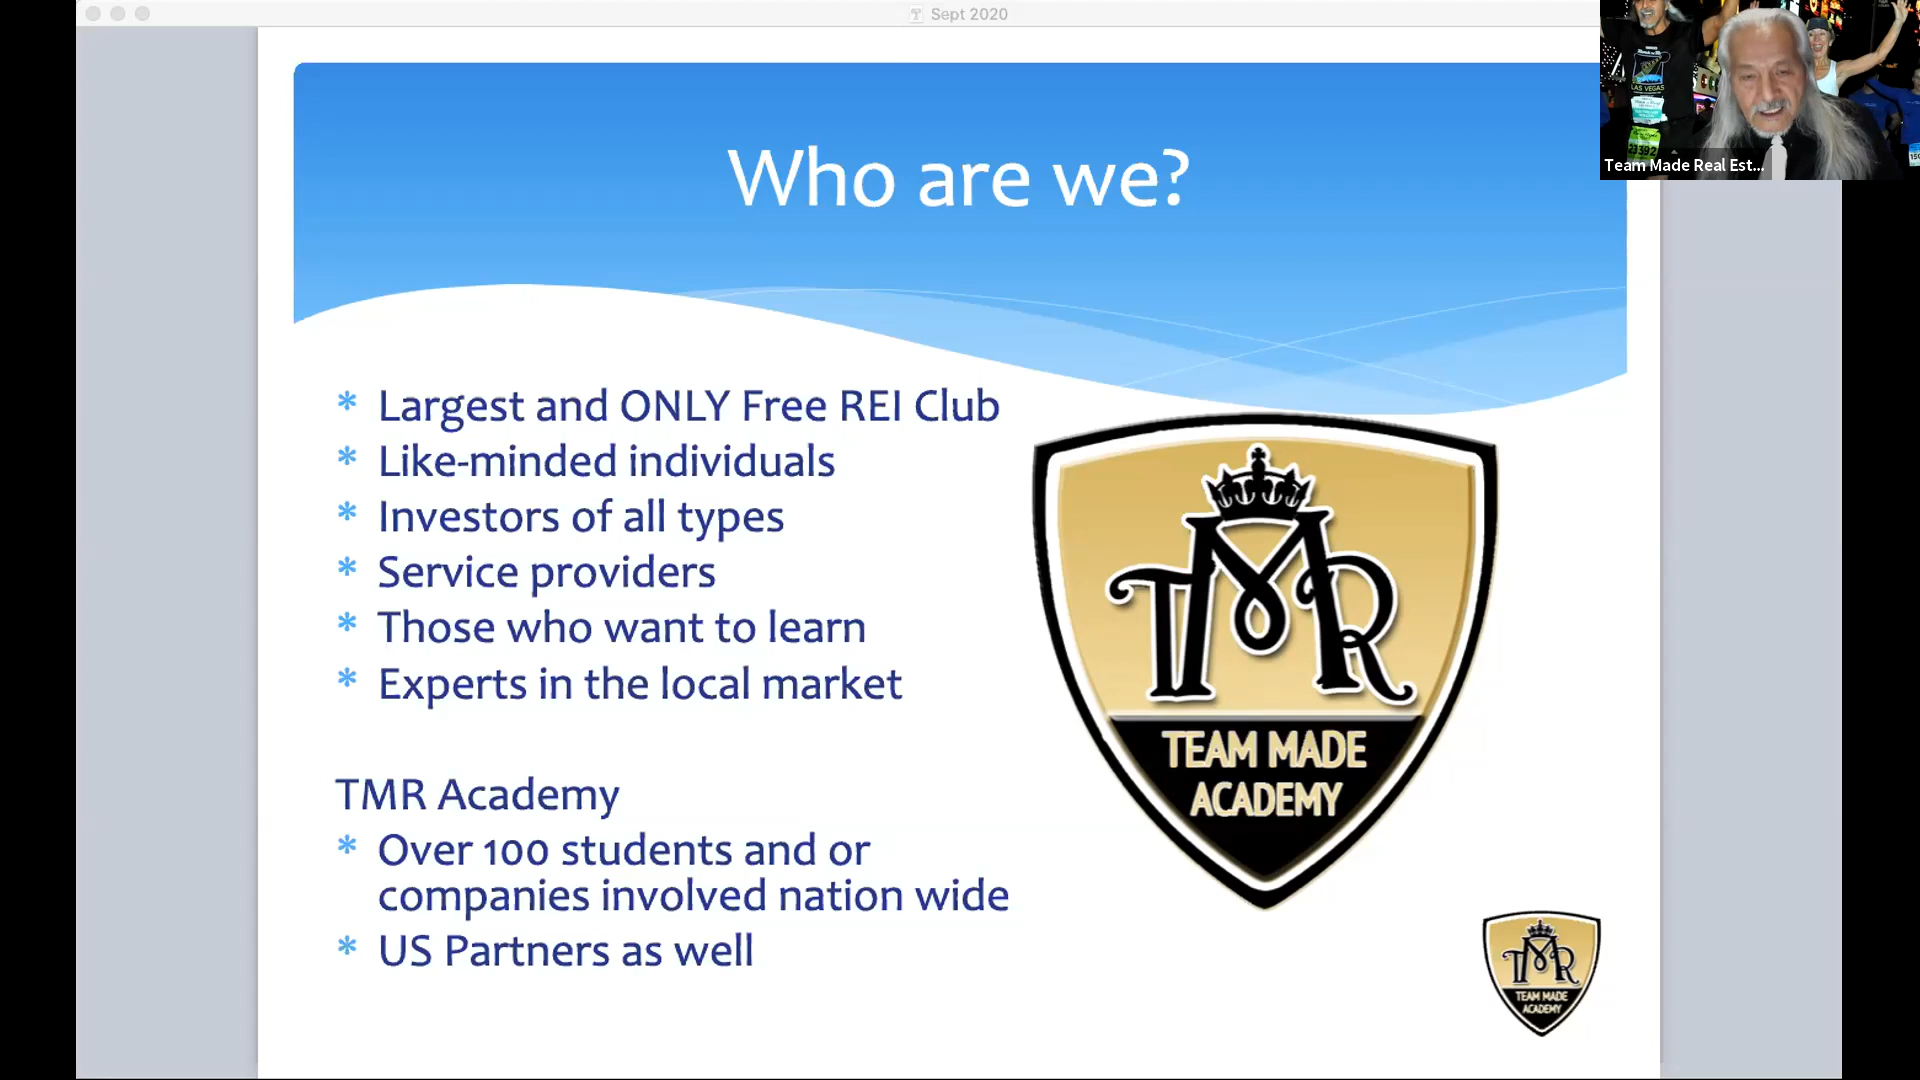 Sept 2020
Who are we?
* Largest and ONLY Free REI Club
* Like-minded individuals
* Investors of all types
* Service providers
* Those who want to learn
* Experts in the local market
TMR Academy
* Over 100 students and or
companies involved nation wide
* US Partners as well
TMR
TEAM MADE
ACADEMY
TMR
TEAM MADE
ACADEMY
LAS VEGAS
23392
Team Made Real Est...